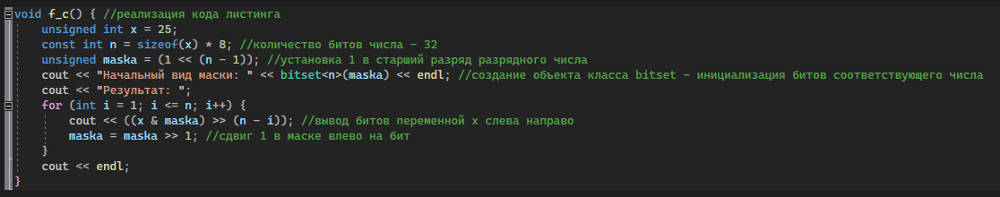 void f_c() { //реализация кода листинга
unsigned int x = 25;
const int n = sizeof(x) * 8; //количество битов числа - 32
unsigned maska = (1 << (n - 1)); //установка 1 в старший разряд разрядного числа
cout << "Начальный вид маски: " << bitset<n>(maska) << endl; //создание объекта класса bitset - инициализация битов соответствующего числа
cout << "Результат: ";
for (int i = 1; i <= n; i++) {
cout << ((x & maska) >> (n - i)); //вывод битов переменной x слева направо
maska = maska >> 1; //сдвиг 1 в маске влево на бит
}
cout << endl;
}